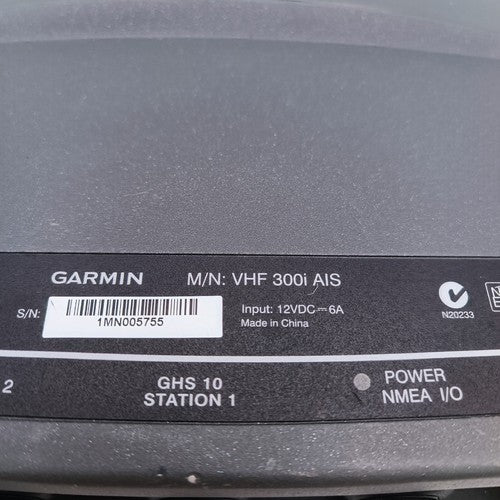 GARMIN M/N: VHF 300i AIS
S/N: 1MN005755
Input: 12VDC⎓6A
Made in China
N20233
2 GHS 10 STATION 1
POWER
NMEA I/O